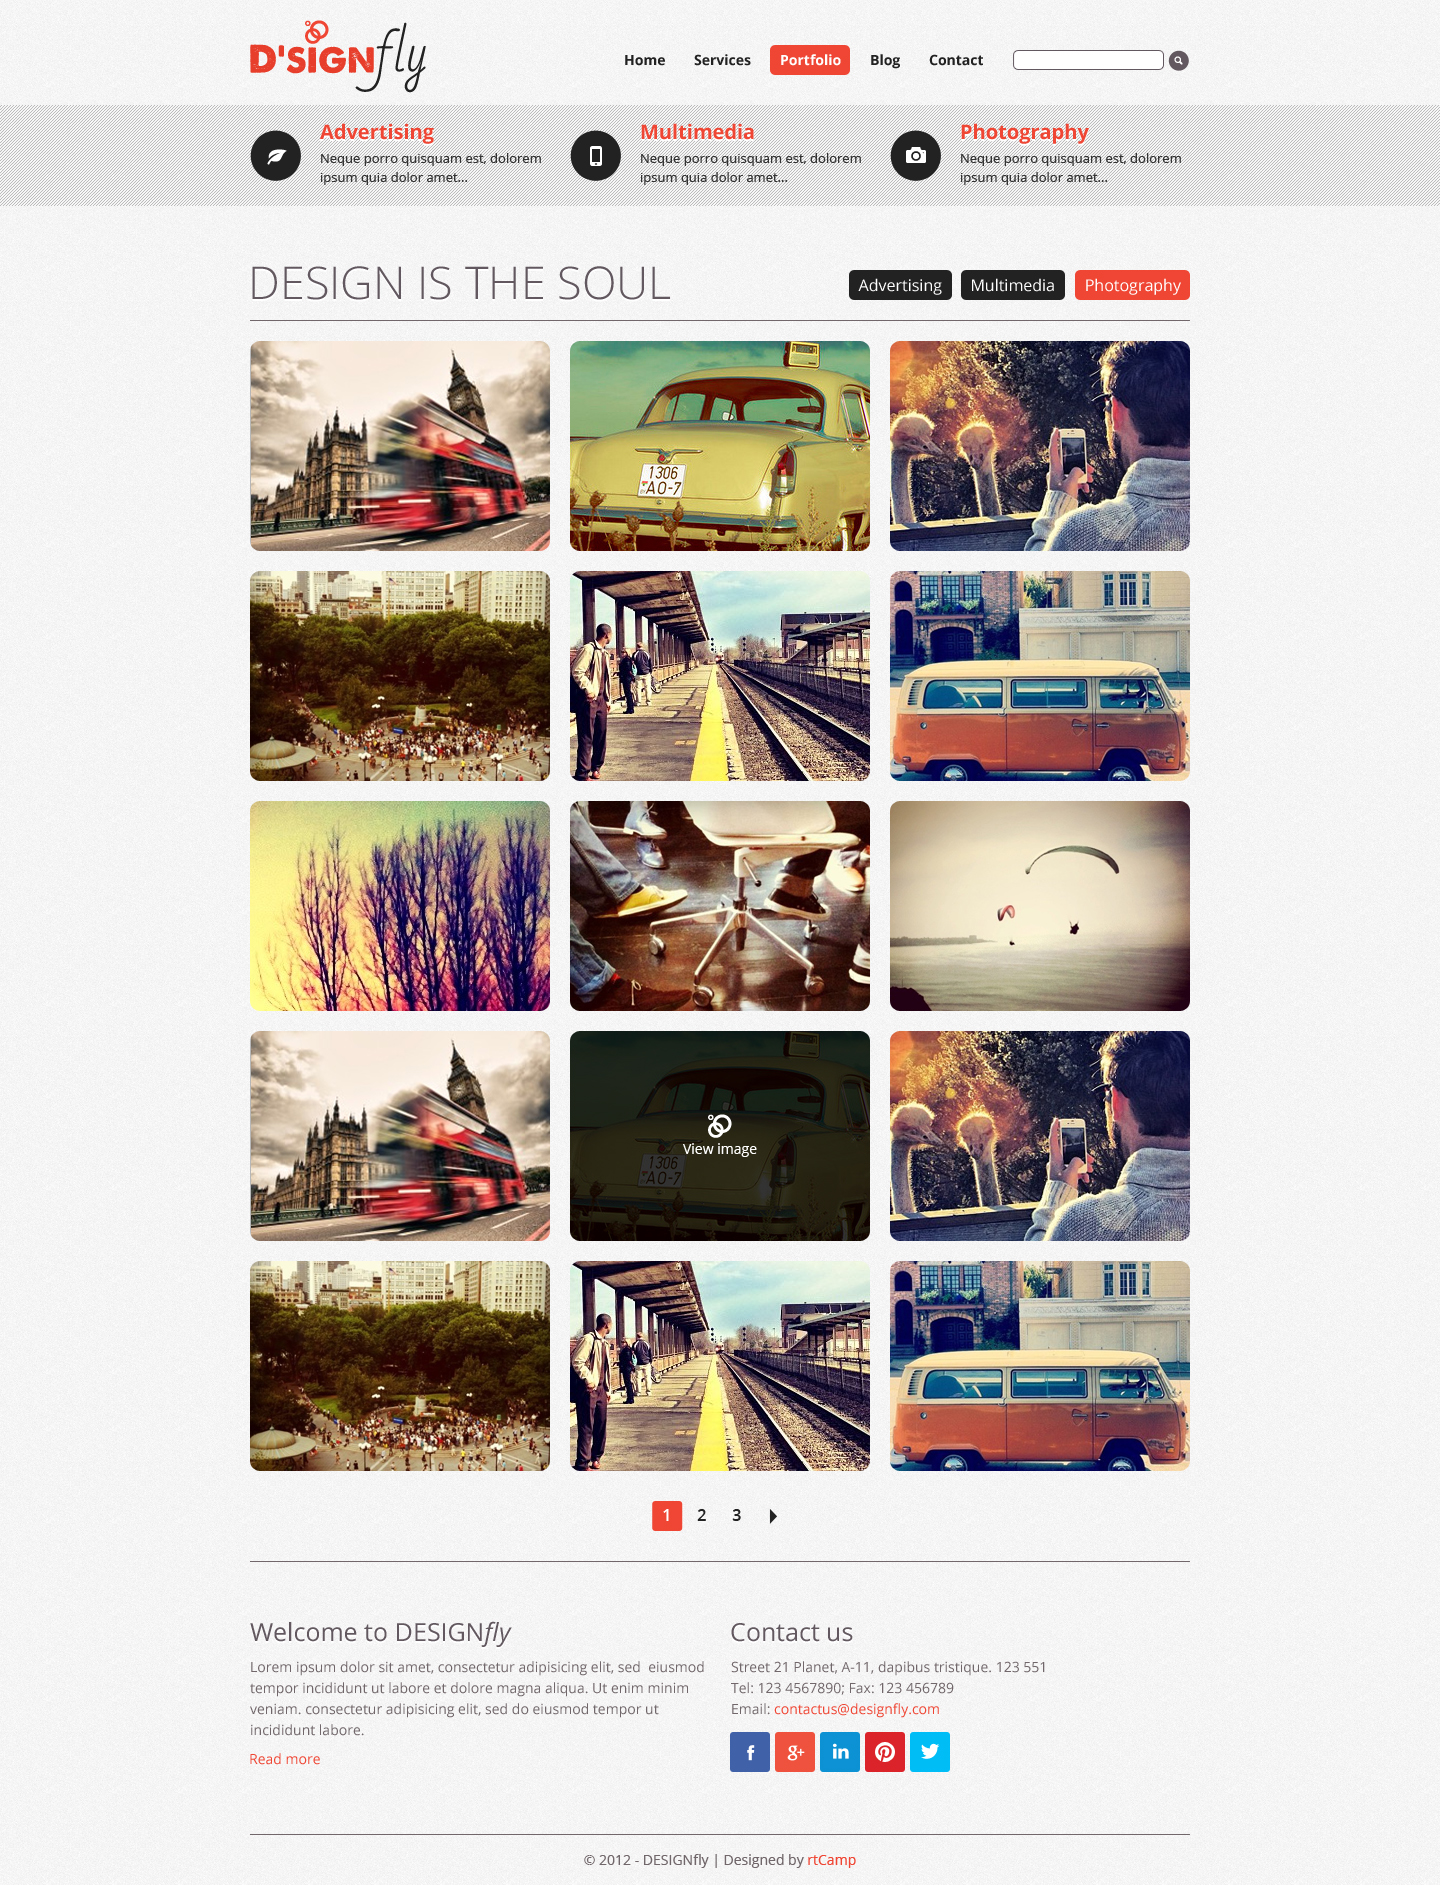 D'SIGNfly
Home Services Portfolio Blog Contact
Advertising
Neque porro quisquam est, dolorem
ipsum quia dolor amet...
Multimedia
Neque porro quisquam est, dolorem
ipsum quia dolor amet...
Photography
Neque porro quisquam est, dolorem
ipsum quia dolor amet...
DESIGN IS THE SOUL
Advertising Multimedia Photography
1306
AO-7
1306
AO-7
View image
1 2 3
Welcome to DESIGNfly
Lorem ipsum dolor sit amet, consectetur adipisicing elit, sed eiusmod
tempor incididunt ut labore et dolore magna aliqua. Ut enim minim
veniam. consectetur adipisicing elit, sed do eiusmod tempor ut
incididunt labore.
Read more
Contact us
Street 21 Planet, A-11, dapibus tristique. 123 551
Tel: 123 4567890; Fax: 123 456789
Email: contactus@designfly.com
f g+ in
© 2012 - DESIGNfly | Designed by rtCamp